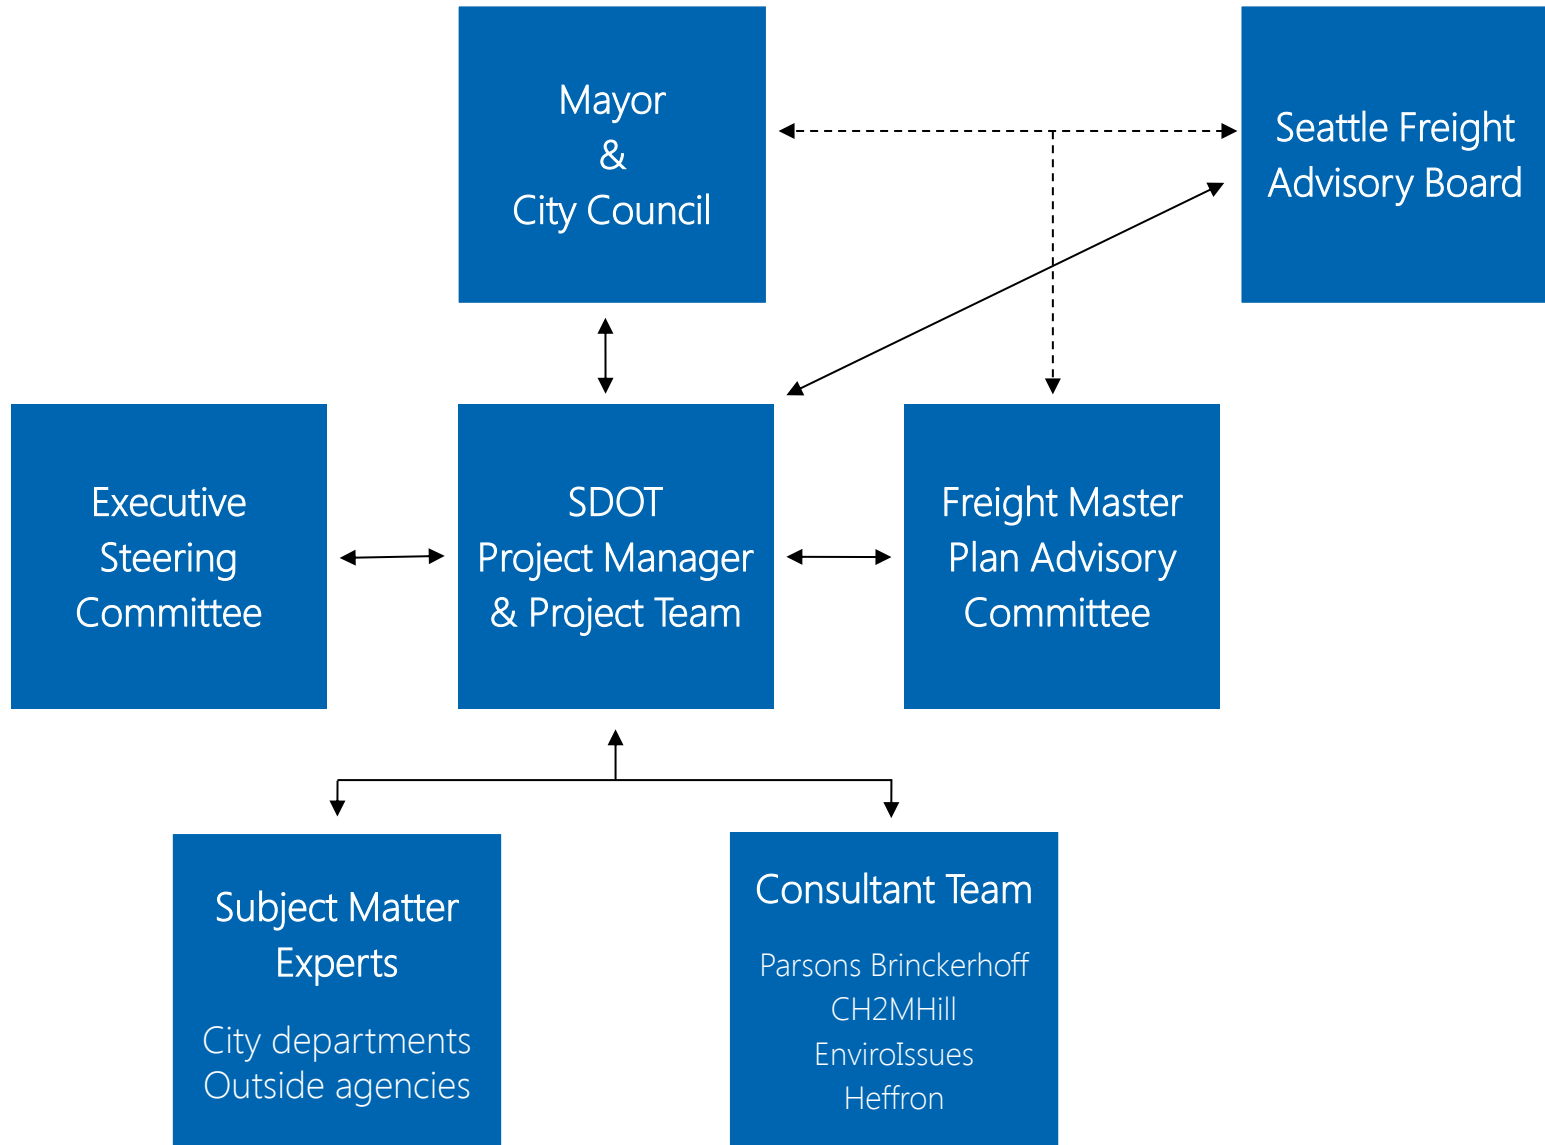 Mayor
&
City Council
Seattle Freight
Advisory Board
Executive
Steering
Committee
SDOT
Project Manager
& Project Team
Freight Master
Plan Advisory
Committee
Subject Matter
Experts
City departments
Outside agencies
Consultant Team
Parsons Brinckerhoff
CH2MHill
EnviroIssues
Heffron